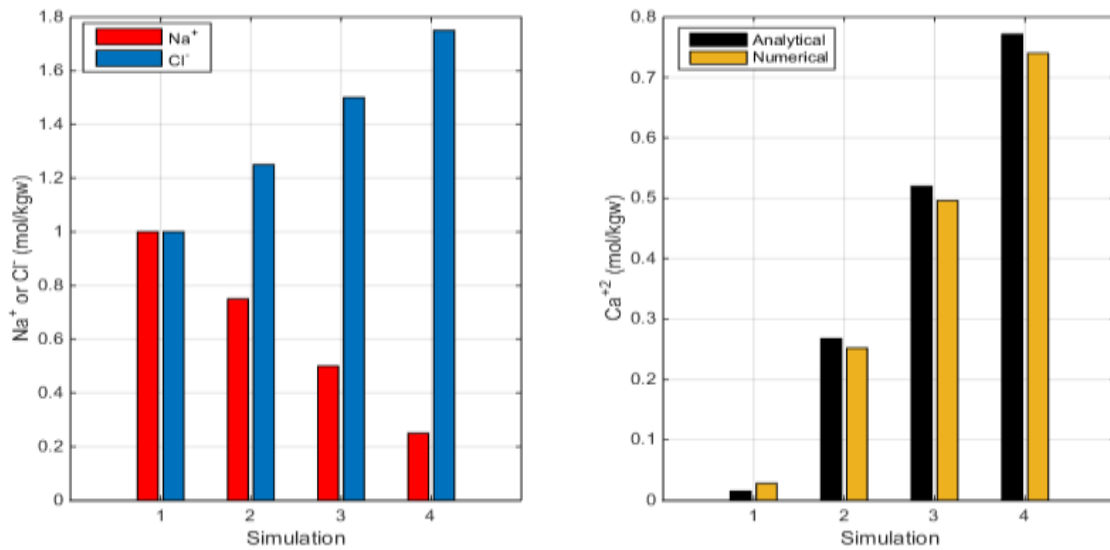 Na⁺ or Cl⁻ (mol/kgw)
1.8
1.6
1.4
1.2
1
0.8
0.6
0.4
0.2
0
Na⁺
Cl⁻
1 2 3 4
Simulation
Ca⁺² (mol/kgw)
0.8
0.7
0.6
0.5
0.4
0.3
0.2
0.1
0
Analytical
Numerical
1 2 3 4
Simulation